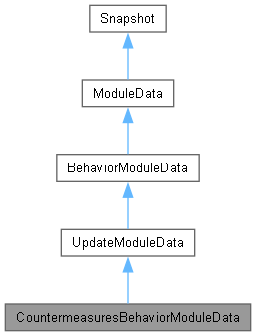 Snapshot
ModuleData
BehaviorModuleData
UpdateModuleData
CountermeasuresBehaviorModuleData